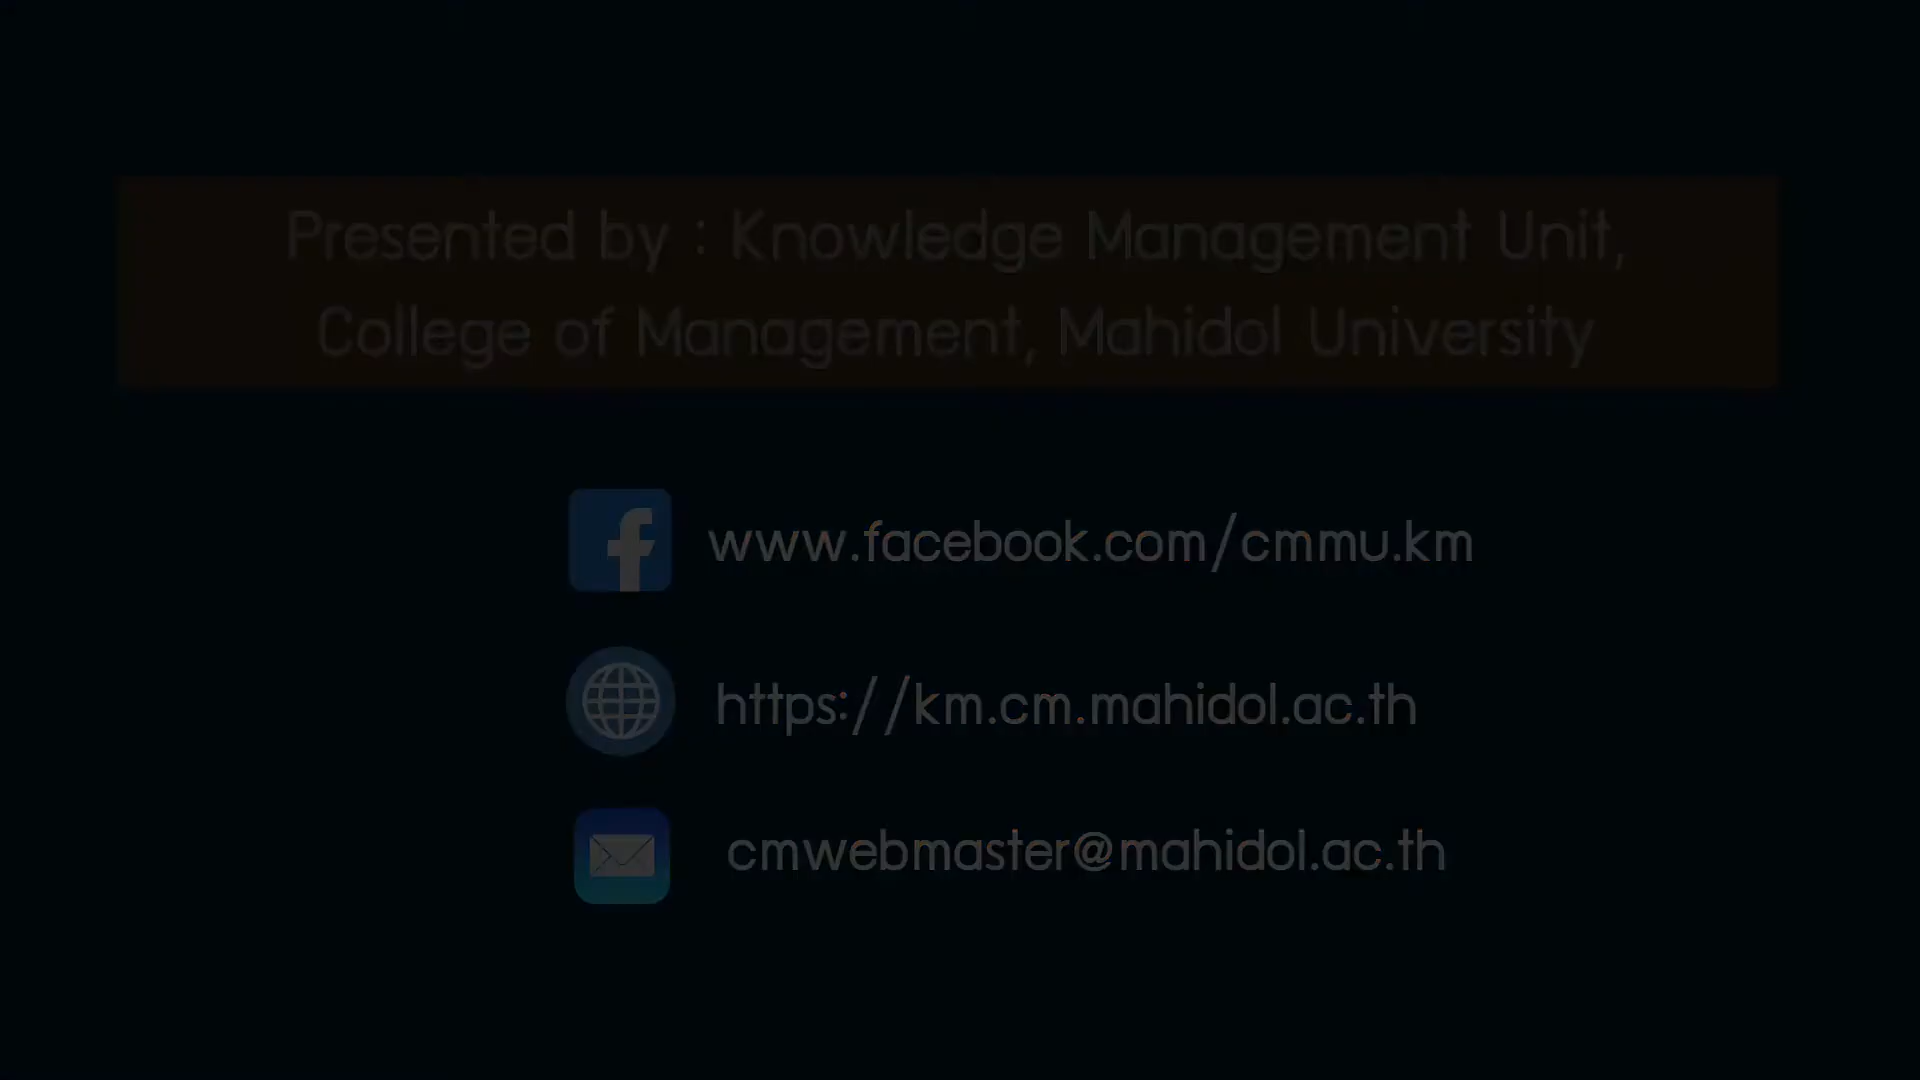 Presented by : Knowledge Management Unit,
College of Management, Mahidol University
www.facebook.com/cmmu.km
https://km.cm.mahidol.ac.th
cmwebmaster@mahidol.ac.th